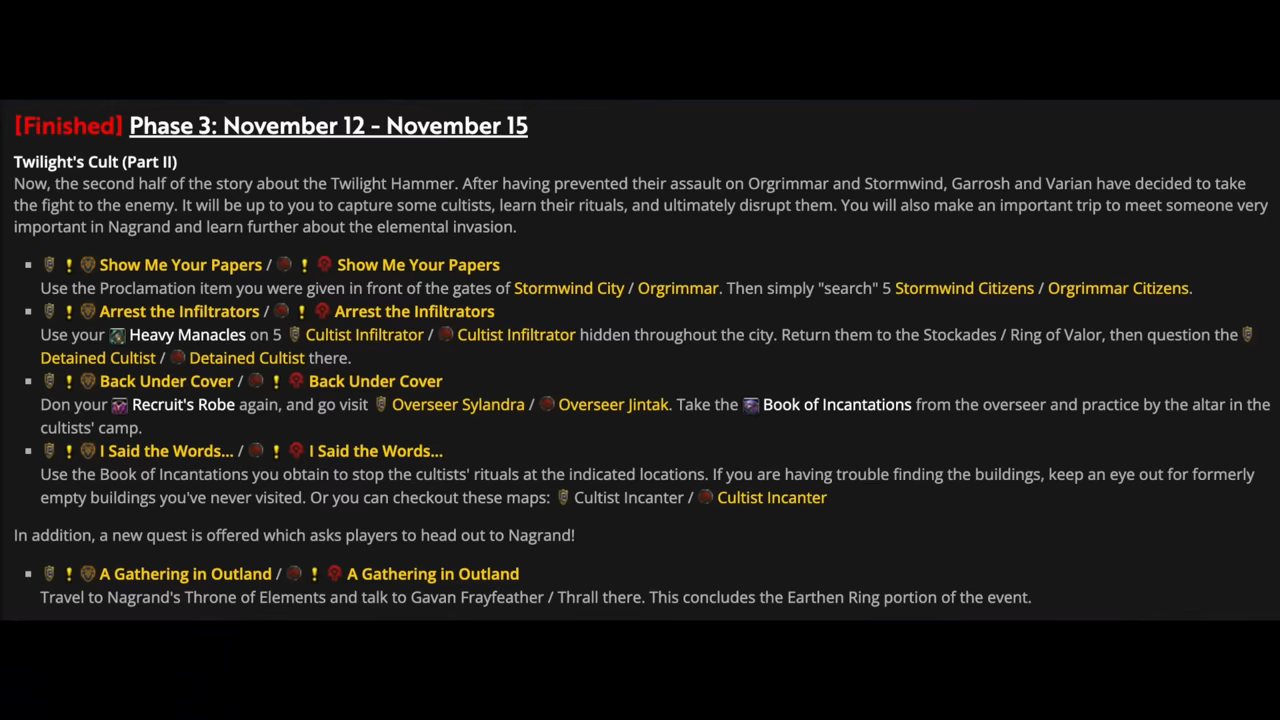 [Finished] Phase 3: November 12 - November 15
Twilight's Cult (Part II)
Now, the second half of the story about the Twilight Hammer. After having prevented their assault on Orgrimmar and Stormwind, Garrosh and Varian have decided to take
the fight to the enemy. It will be up to you to capture some cultists, learn their rituals, and ultimately disrupt them. You will also make an important trip to meet someone very
important in Nagrand and learn further about the elemental invasion.
▪ ! Show Me Your Papers / ! Show Me Your Papers
Use the Proclamation item you were given in front of the gates of Stormwind City / Orgrimmar. Then simply "search" 5 Stormwind Citizens / Orgrimmar Citizens.
▪ ! Arrest the Infiltrators / ! Arrest the Infiltrators
Use your Heavy Manacles on 5 Cultist Infiltrator / Cultist Infiltrator hidden throughout the city. Return them to the Stockades / Ring of Valor, then question the
Detained Cultist / Detained Cultist there.
▪ ! Back Under Cover / ! Back Under Cover
Don your Recruit's Robe again, and go visit Overseer Sylandra / Overseer Jintak. Take the Book of Incantations from the overseer and practice by the altar in the
cultists' camp.
▪ ! I Said the Words... / ! I Said the Words...
Use the Book of Incantations you obtain to stop the cultists' rituals at the indicated locations. If you are having trouble finding the buildings, keep an eye out for formerly
empty buildings you've never visited. Or you can checkout these maps: Cultist Incanter / Cultist Incanter
In addition, a new quest is offered which asks players to head out to Nagrand!
▪ ! A Gathering in Outland / ! A Gathering in Outland
Travel to Nagrand's Throne of Elements and talk to Gavan Frayfeather / Thrall there. This concludes the Earthen Ring portion of the event.